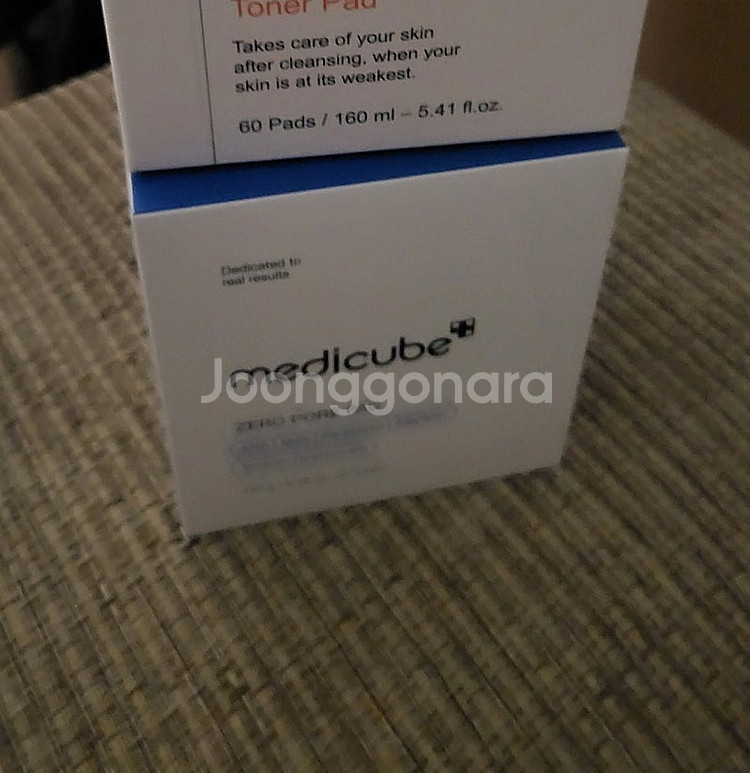 Toner Pad
Takes care of your skin
after cleansing, when your
skin is at its weakest.
60 Pads / 160 ml – 5.41 fl.oz.
Dedicated to
real results
medicube
Joonggonara
ZERO PORE